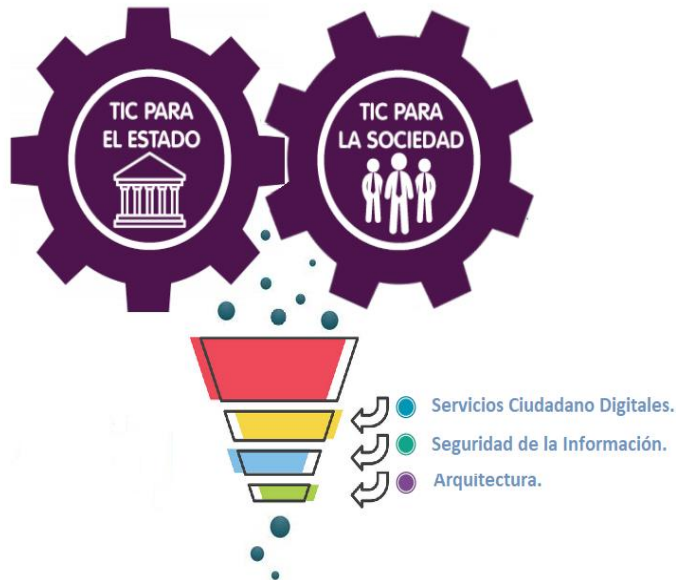 TIC PARA
EL ESTADO
TIC PARA
LA SOCIEDAD
Servicios Ciudadano Digitales.
Seguridad de la Información.
Arquitectura.